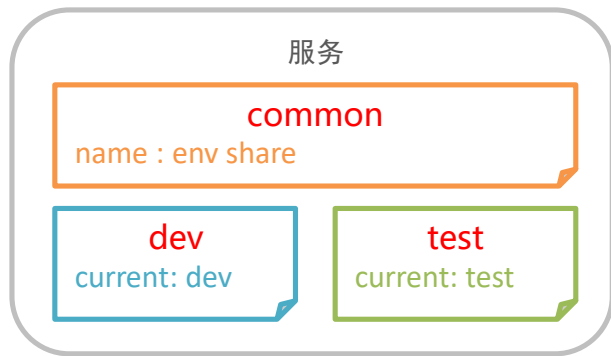 服务
common
name : env share
dev
current: dev
test
current: test